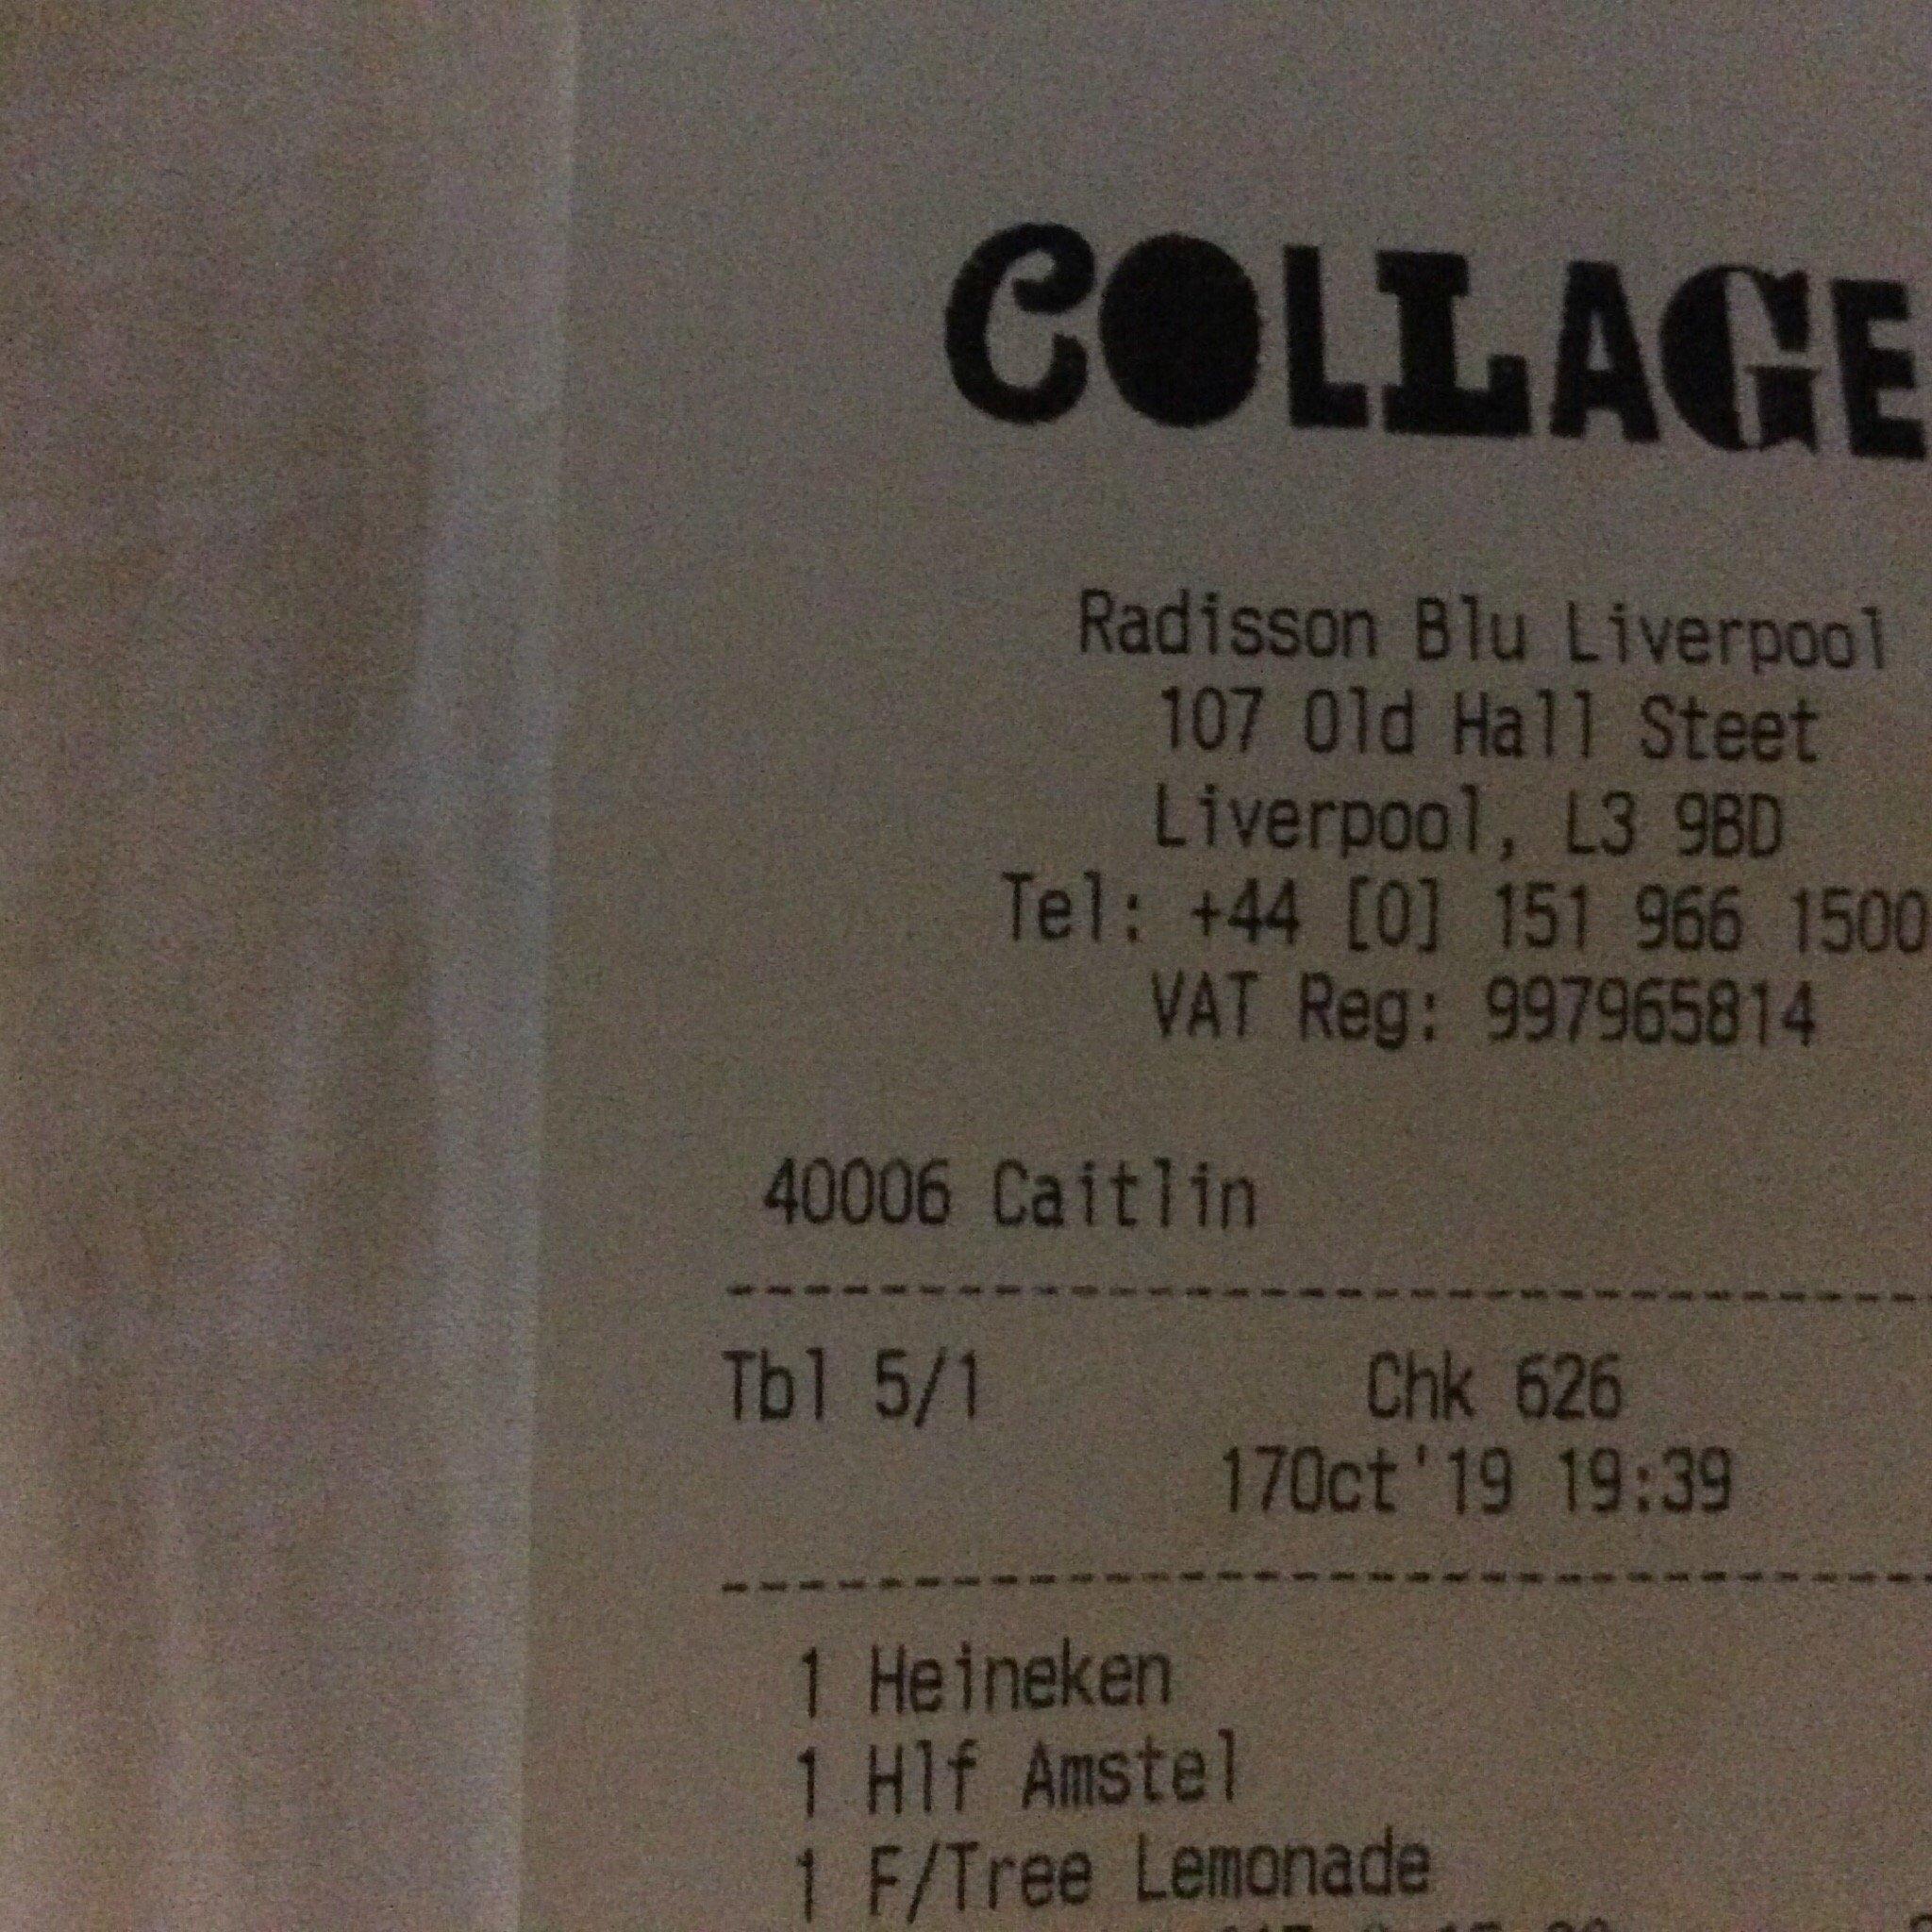 COLLAGE
Radisson Blu Liverpool
107 Old Hall Steet
Liverpool, L3 9BD
Tel: +44 [0] 151 966 1500
VAT Reg: 997965814
40006 Caitlin
Tbl 5/1 Chk 626
17Oct'19 19:39
1 Heineken
1 Hlf Amstel
1 F/Tree Lemonade